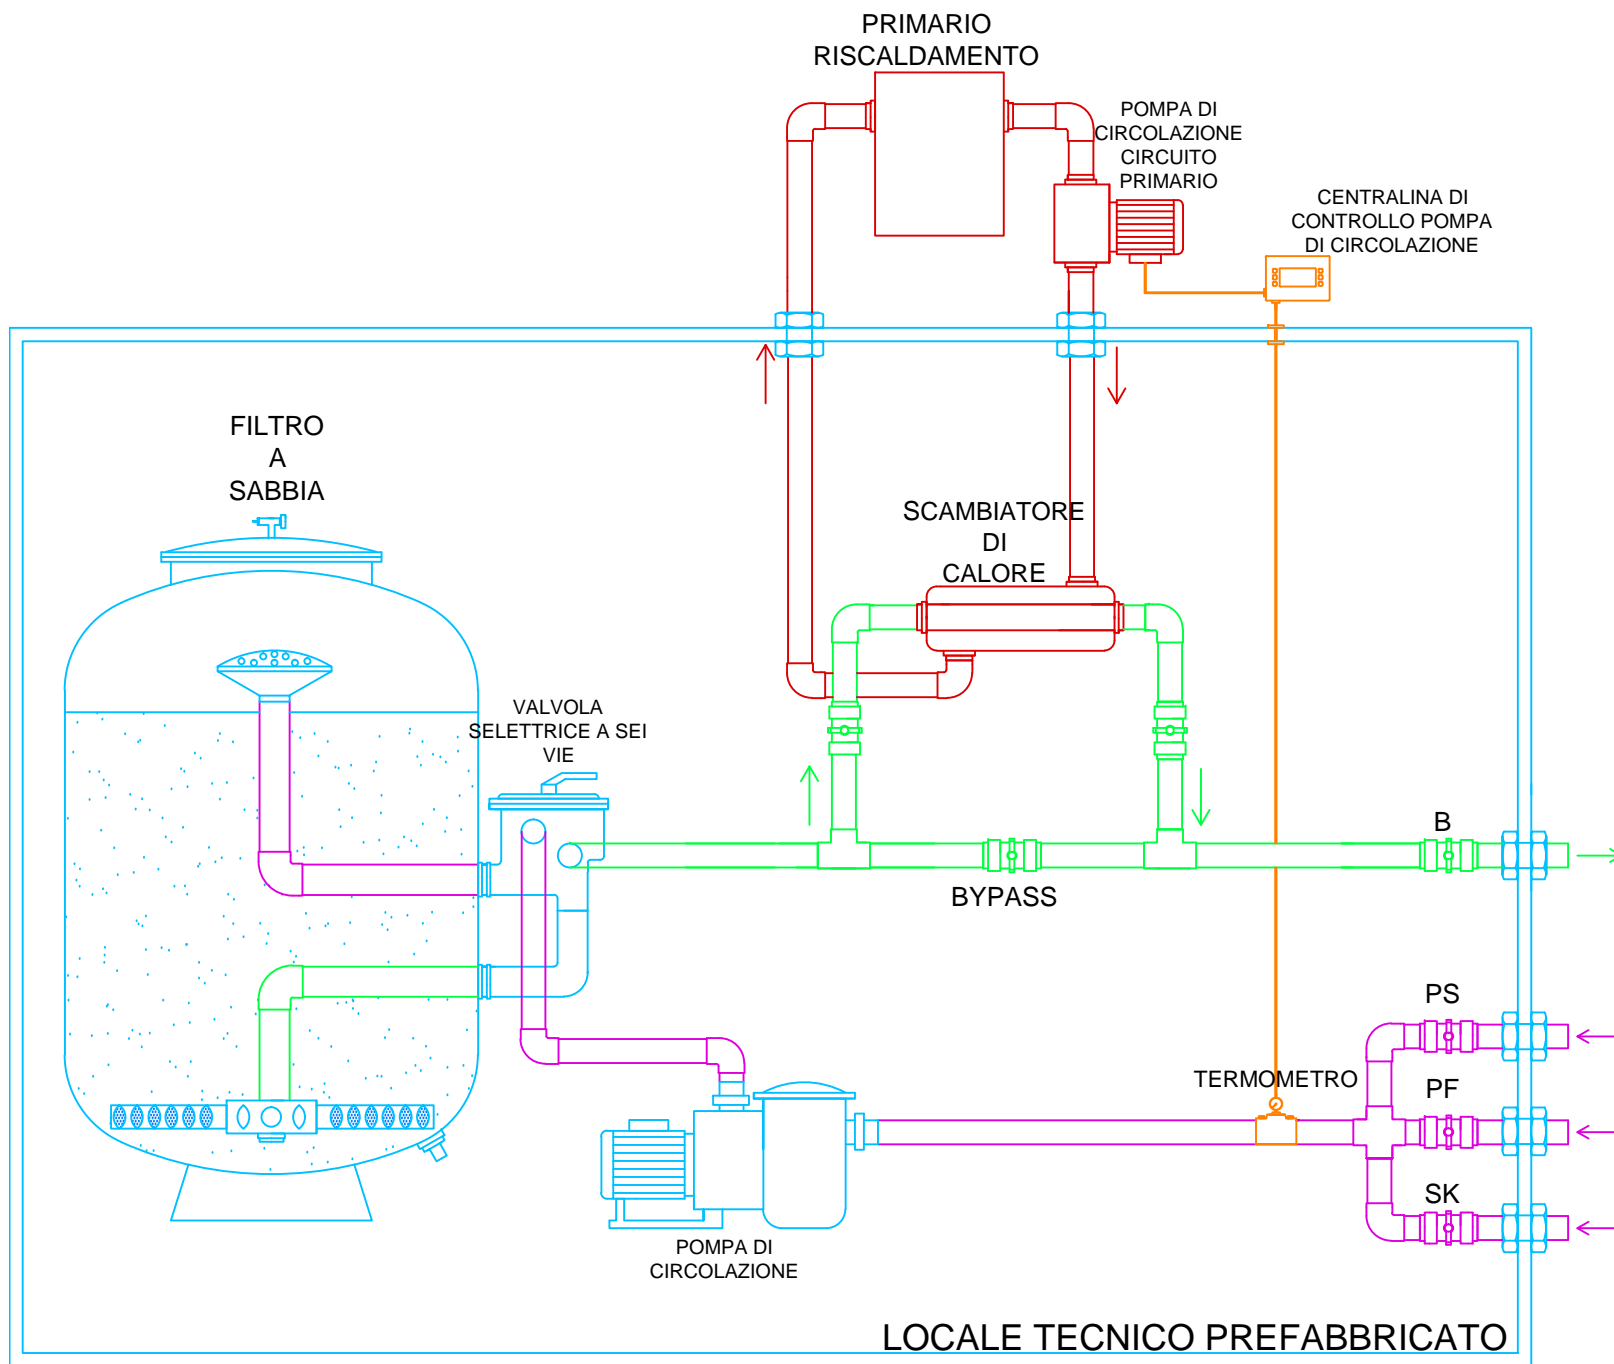 PRIMARIO
RISCALDAMENTO
POMPA DI
CIRCOLAZIONE
CIRCUITO
PRIMARIO
CENTRALINA DI
CONTROLLO POMPA
DI CIRCOLAZIONE
FILTRO
A
SABBIA
SCAMBIATORE
DI
CALORE
VALVOLA
SELETTRICE A SEI
VIE
B
BYPASS
PS
TERMOMETRO
PF
SK
POMPA DI
CIRCOLAZIONE
LOCALE TECNICO PREFABBRICATO